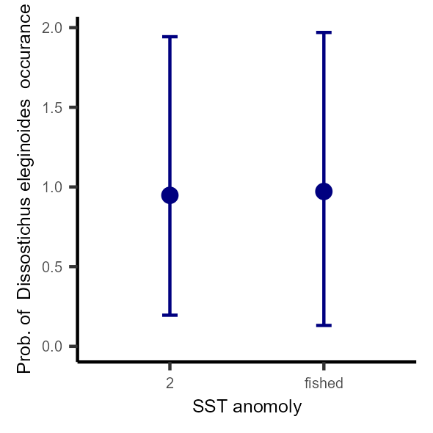 Prob. of Dissostichus eleginoides occurance
2.0
1.5
1.0
0.5
0.0
2
fished
SST anomoly